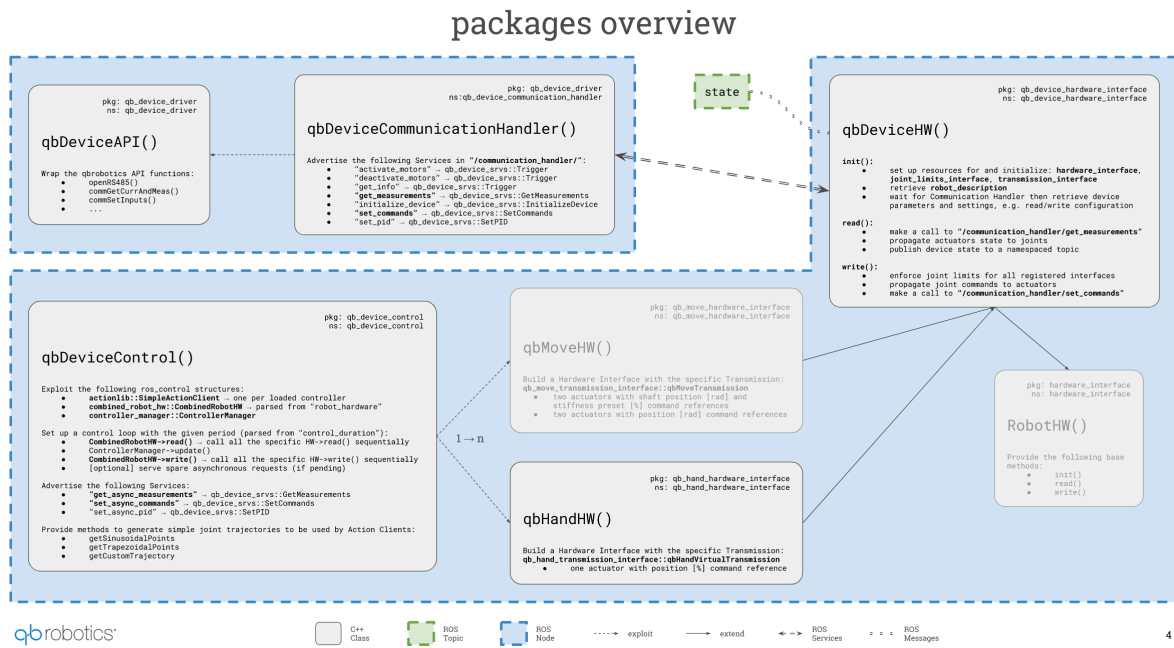 packages overview
pkg: qb_device_driver
ns: qb_device_driver
qbDeviceAPI()
Wrap the qbrobotics API functions:
● openRS485()
● commGetCurrAndMeas()
● commSetInputs()
● ...
pkg: qb_device_driver
ns:qb_device_communication_handler
qbDeviceCommunicationHandler()
Advertise the following Services in "/communication_handler/":
● "activate_motors" → qb_device_srvs::Trigger
● "deactivate_motors" → qb_device_srvs::Trigger
● "get_info" → qb_device_srvs::Trigger
● "get_measurements" → qb_device_srvs::GetMeasurements
● "initialize_device" → qb_device_srvs::InitializeDevice
● "set_commands" → qb_device_srvs::SetCommands
● "set_pid" → qb_device_srvs::SetPID
state
pkg: qb_device_hardware_interface
ns: qb_device_hardware_interface
qbDeviceHW()
init():
● set up resources for and initialize: hardware_interface,
joint_limits_interface, transmission_interface
● retrieve robot_description
● wait for Communication Handler then retrieve device
parameters and settings, e.g. read/write configuration
read():
● make a call to "/communication_handler/get_measurements"
● propagate actuators state to joints
● publish device state to a namespaced topic
write():
● enforce joint limits for all registered interfaces
● propagate joint commands to actuators
● make a call to "/communication_handler/set_commands"
pkg: qb_device_control
ns: qb_device_control
qbDeviceControl()
Exploit the following ros_control structures:
● actionlib::SimpleActionClient → one per loaded controller
● combined_robot_hw::CombinedRobotHW → parsed from "robot_hardware"
● controller_manager::ControllerManager
Set up a control loop with the given period (parsed from "control_duration"):
● CombinedRobotHW->read() → call all the specific HW->read() sequentially
● ControllerManager->update()
● CombinedRobotHW->write() → call all the specific HW->write() sequentially
● [optional] serve spare asynchronous requests (if pending)
Advertise the following Services:
● "get_async_measurements" → qb_device_srvs::GetMeasurements
● "set_async_commands" → qb_device_srvs::SetCommands
● "set_async_pid" → qb_device_srvs::SetPID
Provide methods to generate simple joint trajectories to be used by Action Clients:
● getSinusoidalPoints
● getTrapezoidalPoints
● getCustomTrajectory
1→n
pkg: qb_move_hardware_interface
ns: qb_move_hardware_interface
qbMoveHW()
Build a Hardware Interface with the specific Transmission:
qb_move_transmission_interface::qbMoveTransmission
● two actuators with shaft position [rad] and
stiffness preset [%] command references
● two actuators with position [rad] command references
pkg: qb_hand_hardware_interface
ns: qb_hand_hardware_interface
qbHandHW()
Build a Hardware Interface with the specific Transmission:
qb_hand_transmission_interface::qbHandVirtualTransmission
● one actuator with position [%] command reference
pkg: hardware_interface
ns: hardware_interface
RobotHW()
Provide the following base
methods:
● init()
● read()
● write()
qbrobotics
C++
Class
ROS
Topic
ROS
Node
exploit
extend
ROS
Services
ROS
Messages
4